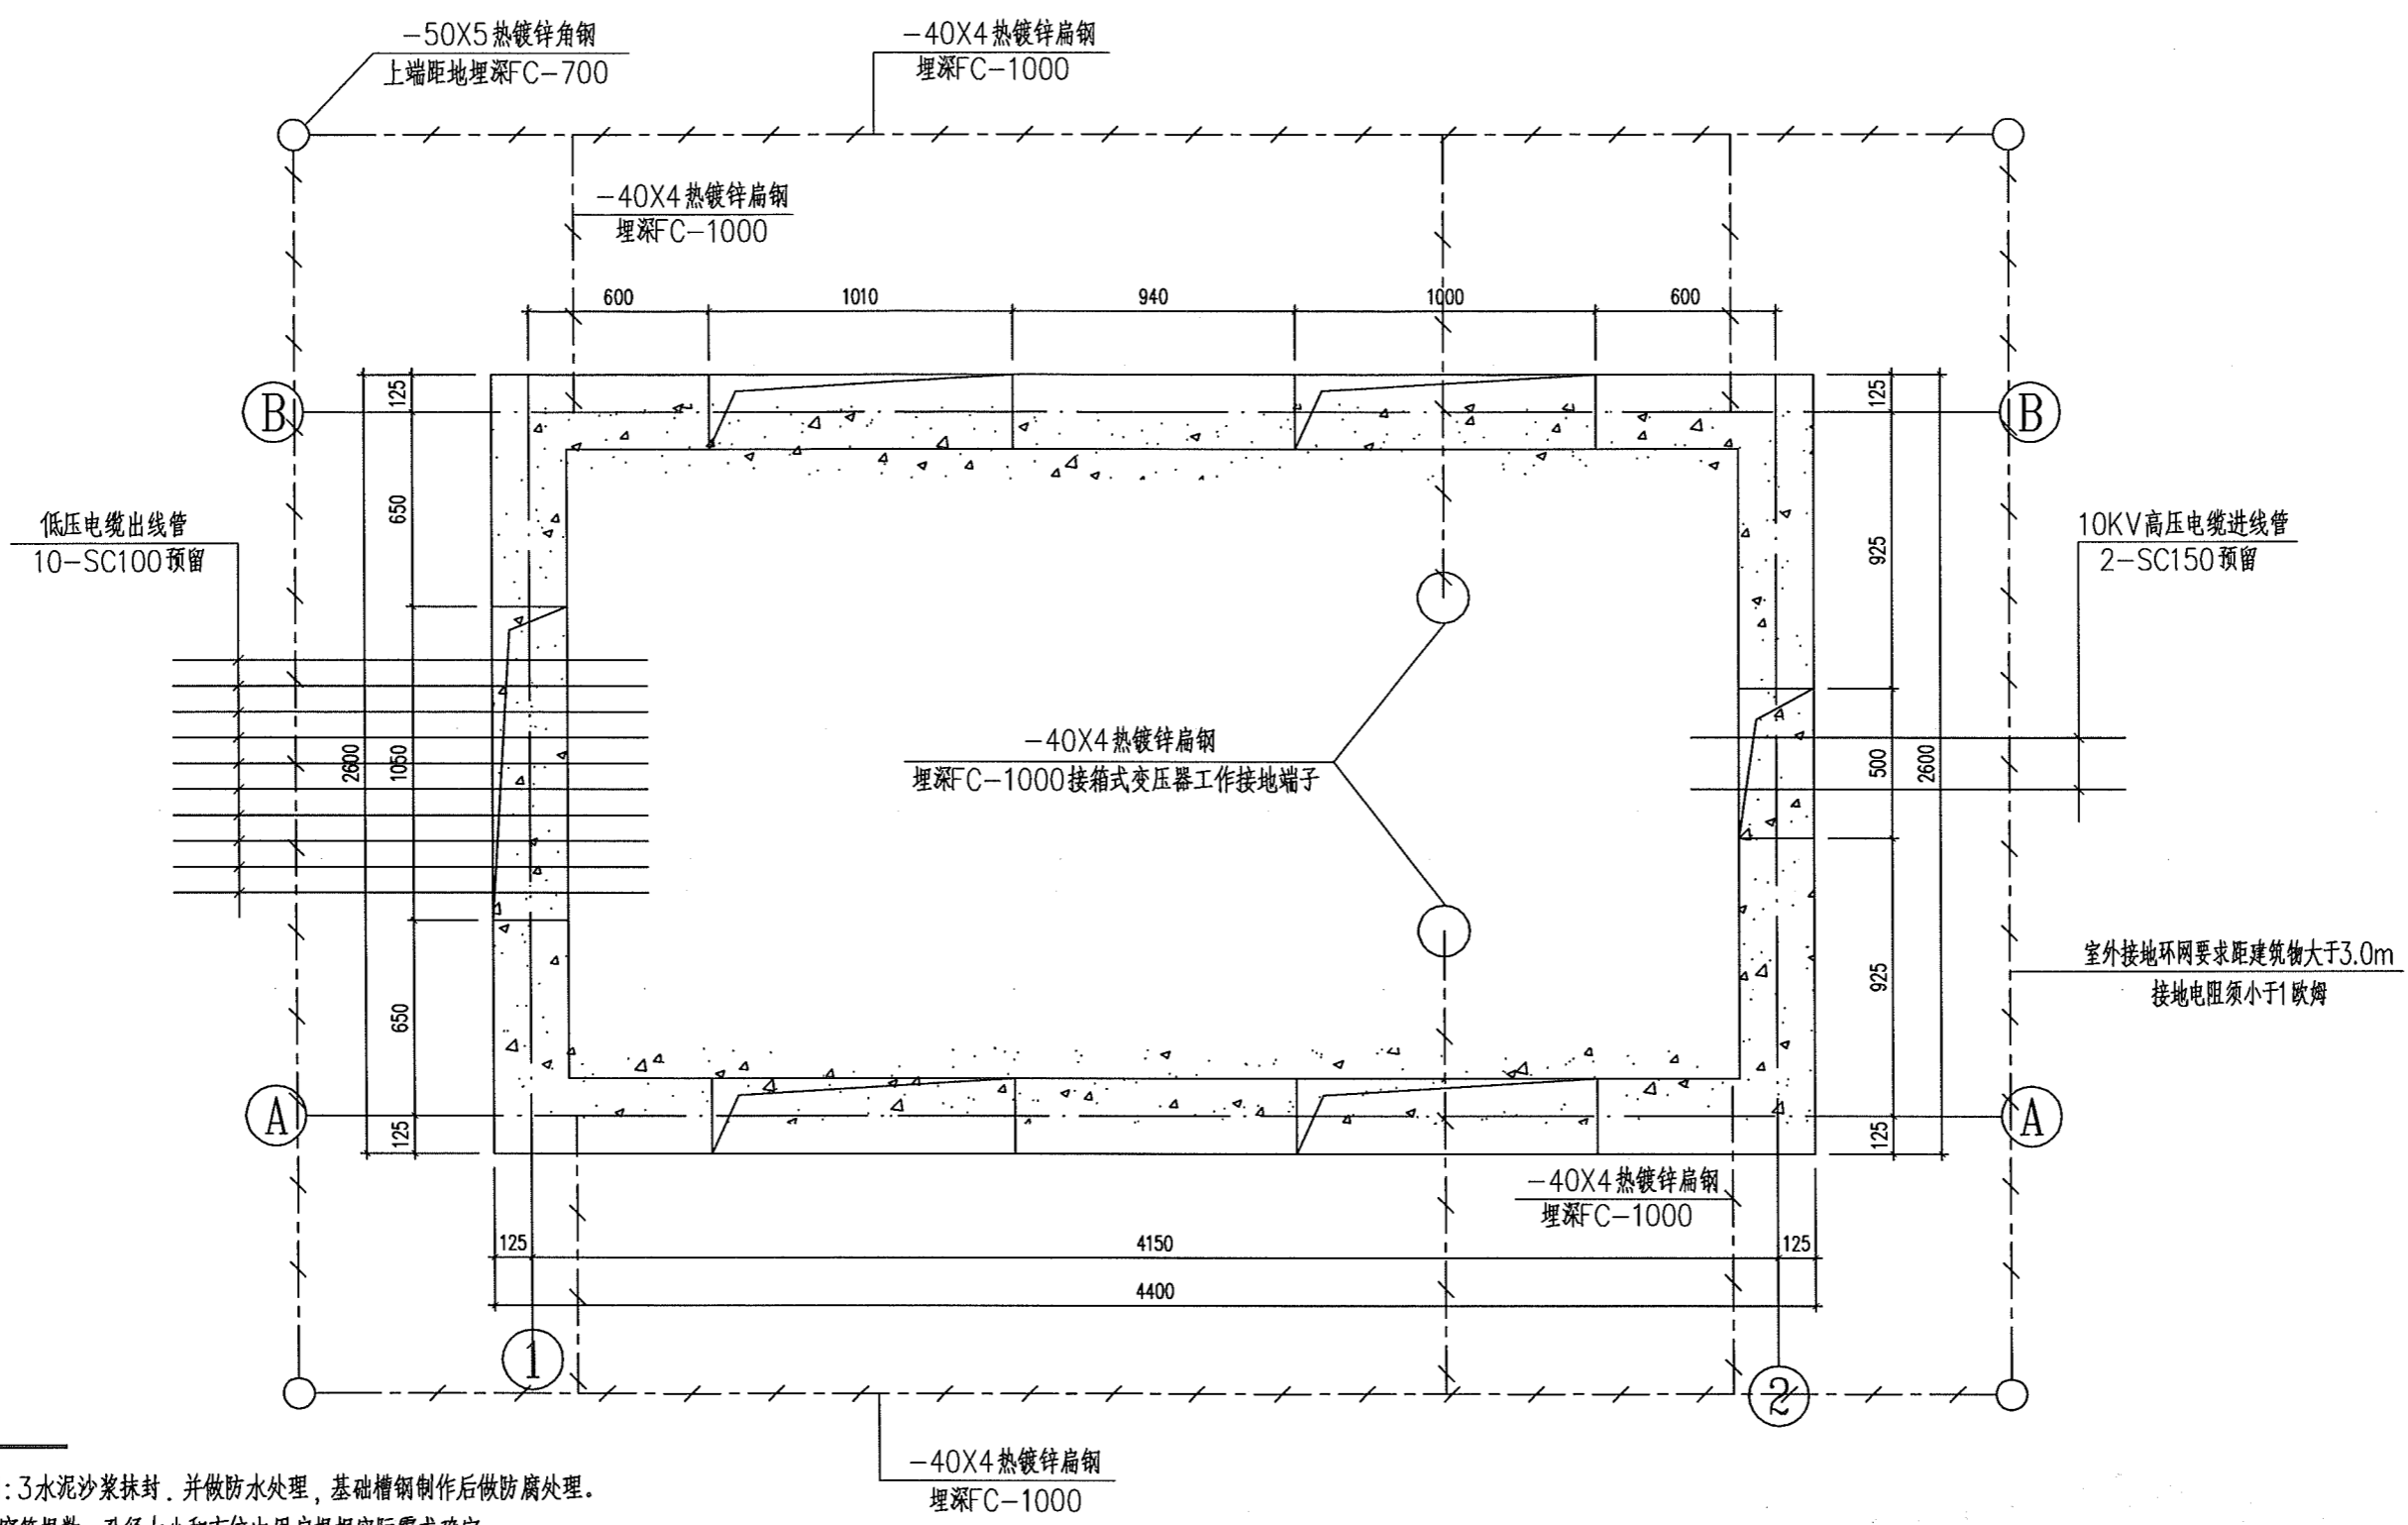 -50X5热镀锌角钢
上端距地埋深FC-700
-40X4热镀锌扁钢
埋深FC-1000
-40X4热镀锌扁钢
埋深FC-1000
600
1010
940
1000
600
125
125
B
B
650
925
低压电缆出线管
10-SC100预留
10KV高压电缆进线管
2-SC150预留
-40X4热镀锌扁钢
埋深FC-1000接箱式变压器工作接地端子
2600
1050
500
2600
室外接地环网要求距建筑物大于3.0m
接地电阻须小于1欧姆
650
925
A
A
125
125
-40X4热镀锌扁钢
埋深FC-1000
125
4150
125
4400
1
2
-40X4热镀锌扁钢
埋深FC-1000
:3水泥沙浆抹封.并做防水处理,基础槽钢制作后做防腐处理。